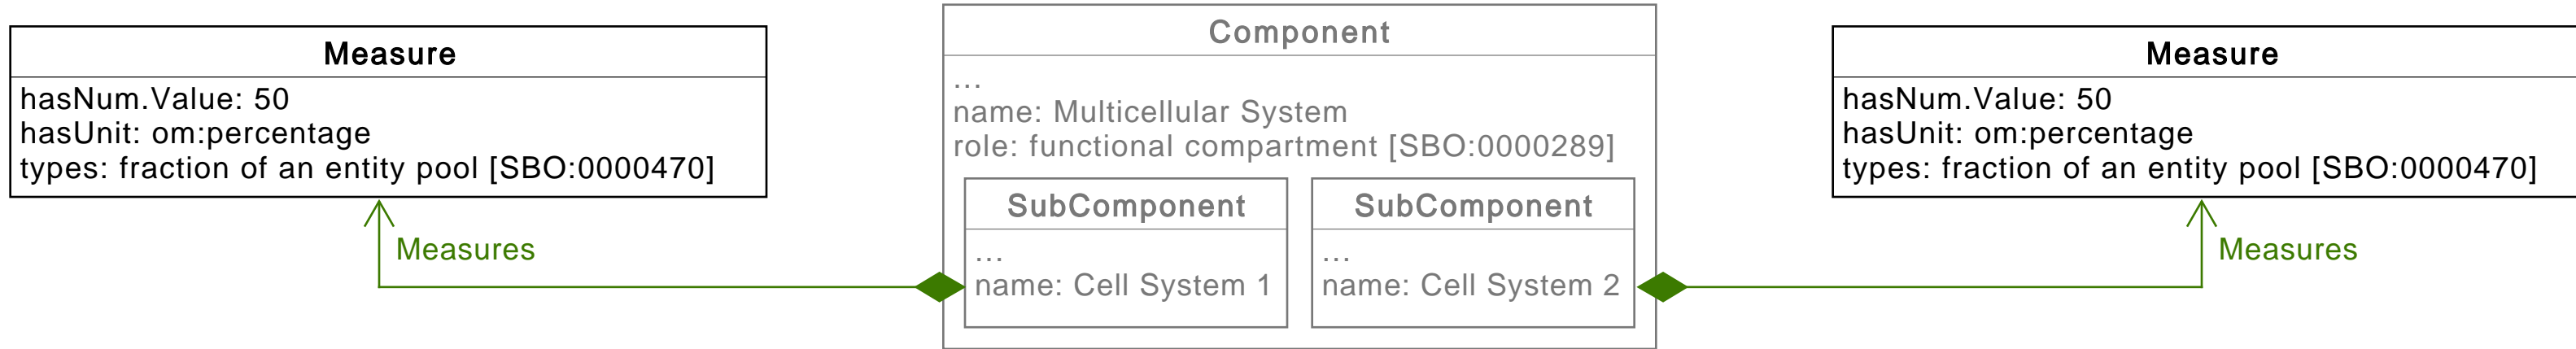 Measure
hasNum.Value: 50
hasUnit: om:percentage
types: fraction of an entity pool [SBO:0000470]
Measures
Component
...
name: Multicellular System
role: functional compartment [SBO:0000289]
SubComponent
...
name: Cell System 1
SubComponent
...
name: Cell System 2
Measure
hasNum.Value: 50
hasUnit: om:percentage
types: fraction of an entity pool [SBO:0000470]
Measures